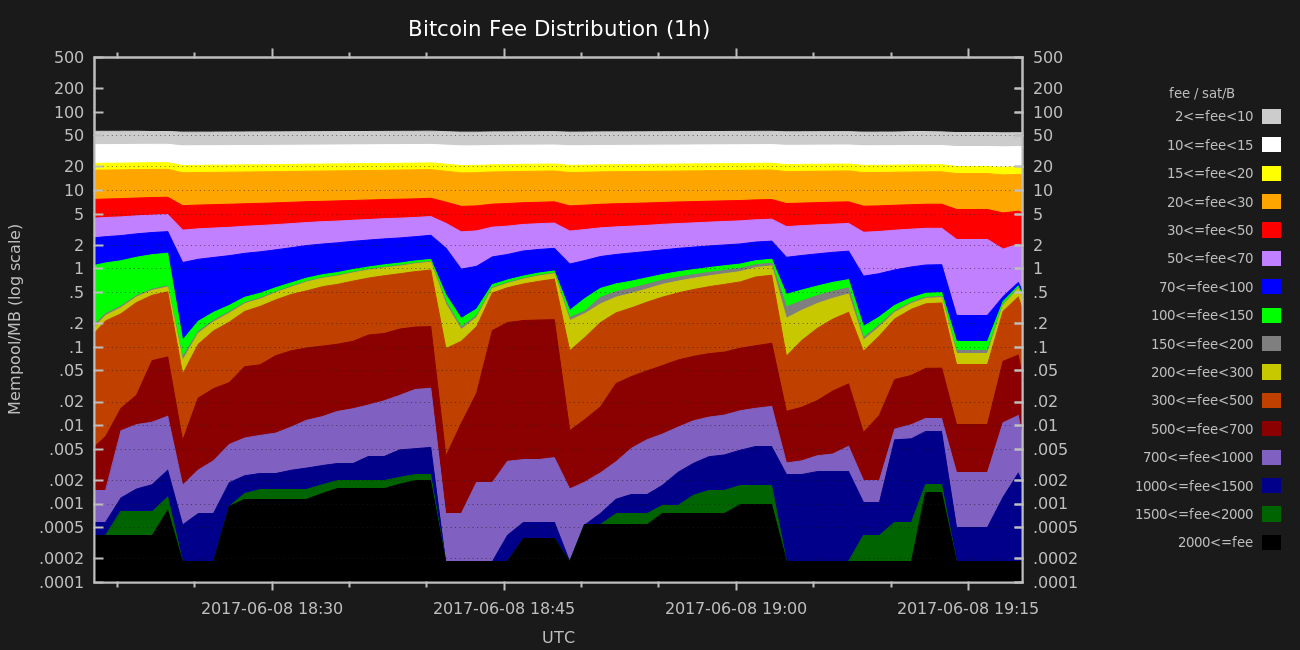 Bitcoin Fee Distribution (1h)
500
200
100
50
20
10
5
2
1
.5
.2
.1
.05
.02
.01
.005
.002
.001
.0005
.0002
.0001
Mempool/MB (log scale)
500
200
100
50
20
10
5
2
1
.5
.2
.1
.05
.02
.01
.005
.002
.001
.0005
.0002
.0001
2017-06-08 18:30 2017-06-08 18:45 2017-06-08 19:00 2017-06-08 19:15
UTC
fee / sat/B
2<=fee<10
10<=fee<15
15<=fee<20
20<=fee<30
30<=fee<50
50<=fee<70
70<=fee<100
100<=fee<150
150<=fee<200
200<=fee<300
300<=fee<500
500<=fee<700
700<=fee<1000
1000<=fee<1500
1500<=fee<2000
2000<=fee